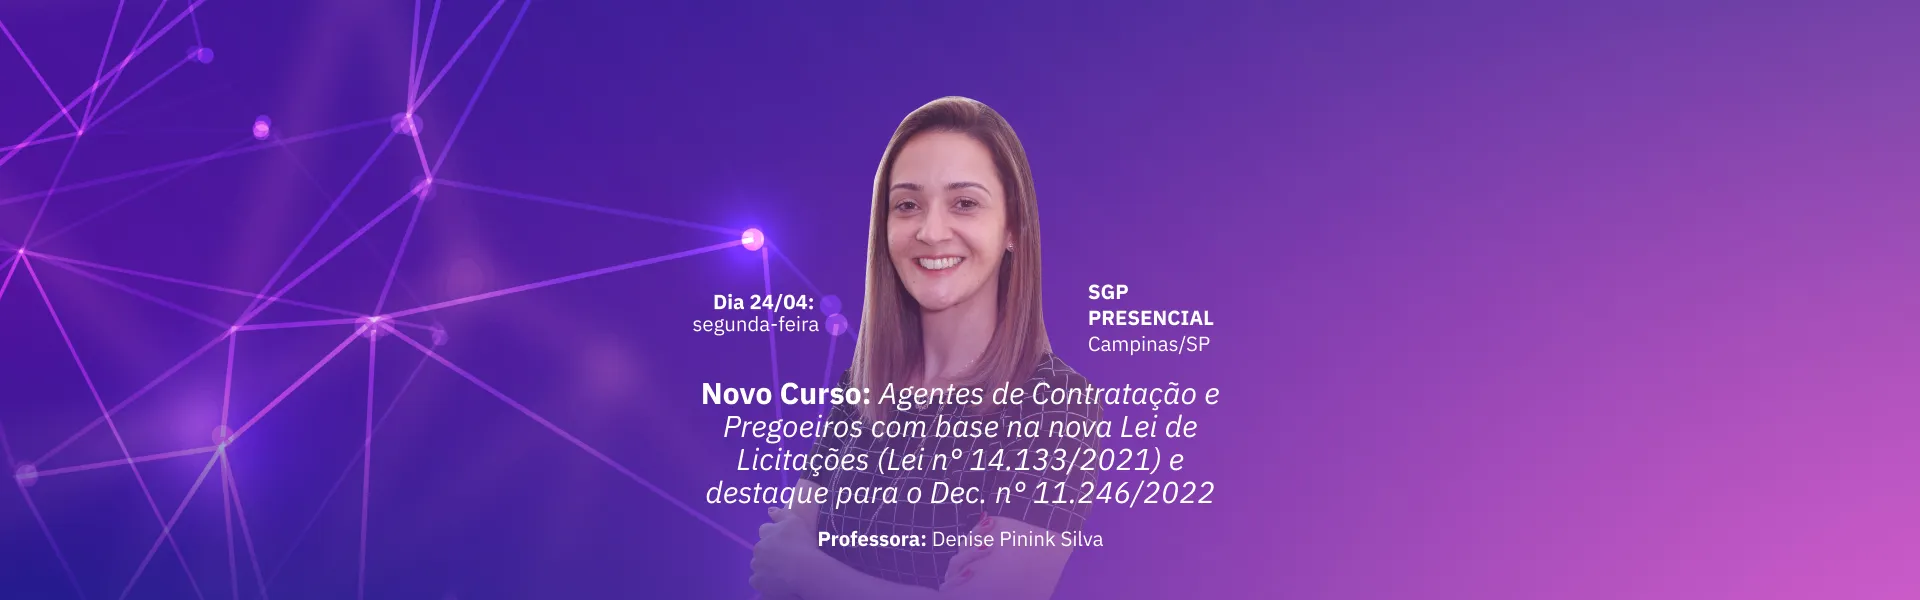 Dia 24/04:
segunda-feira
SGP
PRESENCIAL
Campinas/SP
Novo Curso: Agentes de Contratação e
Pregoeiros com base na nova Lei de
Licitações (Lei nº 14.133/2021) e
destaque para o Dec. nº 11.246/2022
Professora: Denise Pinink Silva